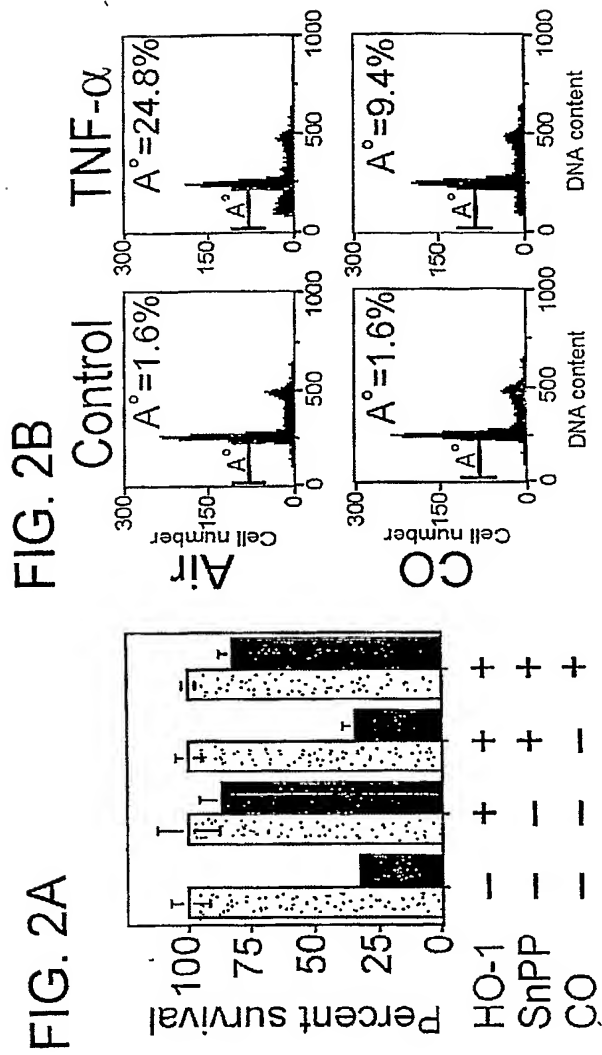 FIG. 2A
Percent survival
100
75
50
25
0
HO-1 − + + +
SnPP − − + +
CO − − − +
FIG. 2B
Control
TNF-α
Air
Cell number
300
150
0
A°=1.6%
A°
0
500
1000
300
150
0
A°=24.8%
A°
0
500
1000
CO
Cell number
300
150
0
A°=1.6%
A°
0
500
1000
DNA content
300
150
0
A°=9.4%
A°
0
500
1000
DNA content